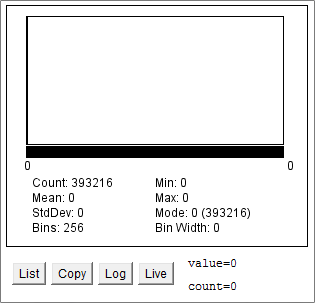 0 0
Count: 393216 Min: 0
Mean: 0 Max: 0
StdDev: 0 Mode: 0 (393216)
Bins: 256 Bin Width: 0
List Copy Log Live value=0
count=0